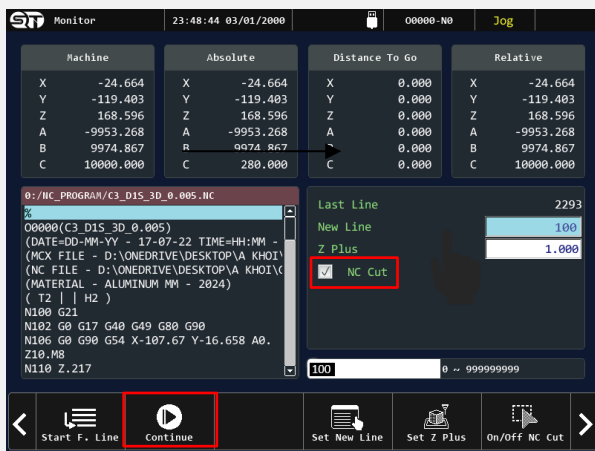 ST Monitor 23:48:44 03/01/2000 O0000-N0 Jog
Machine Absolute Distance To Go Relative
X -24.664 X -24.664 X 0.000 X -24.664
Y -119.403 Y -119.403 Y 0.000 Y -119.403
Z 168.596 Z 168.596 Z 0.000 Z 168.596
A -9953.268 A -9953.268 A 0.000 A -9953.268
B 9974.867 B 9974.867 0.000 B 9974.867
C 10000.000 C 280.000 C 0.000 C 10000.000
0:/NC_PROGRAM/C3_D1S_3D_0.005.NC
%
O0000(C3_D1S_3D_0.005)
(DATE=DD-MM-YY - 17-07-22 TIME=HH:MM -
(MCX FILE - D:\ONEDRIVE\DESKTOP\A KHOI\
(NC FILE - D:\ONEDRIVE\DESKTOP\A KHOI\C
(MATERIAL - ALUMINUM MM - 2024)
( T2 | | H2 )
N100 G21
N102 G0 G17 G40 G49 G80 G90
N106 G0 G90 G54 X-107.67 Y-16.658 A0.
Z10.M8
N110 Z.217
Last Line 2293
New Line 100
Z Plus 1.000
NC Cut
100 0 ~ 999999999
Start F. Line
Continue
Set New Line
Set Z Plus
On/Off NC Cut